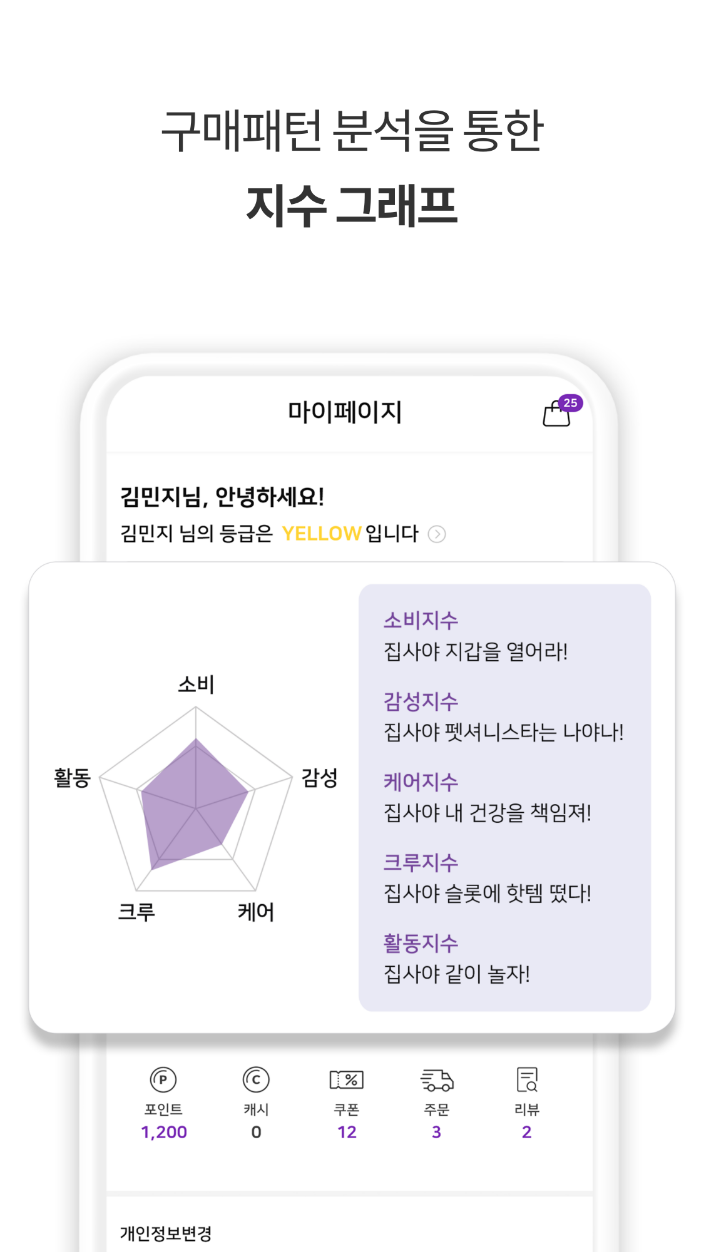 구매패턴 분석을 통한
지수 그래프
마이페이지
25
김민지님, 안녕하세요!
김민지 님의 등급은 YELLOW입니다
소비
감성
케어
크루
활동
소비지수
집사야 지갑을 열어라!
감성지수
집사야 펫셔니스타는 나야나!
케어지수
집사야 내 건강을 책임져!
크루지수
집사야 슬롯에 핫템 떴다!
활동지수
집사야 같이 놀자!
P
C
%
포인트
캐시
쿠폰
주문
리뷰
1,200
0
12
3
2
개인정보변경